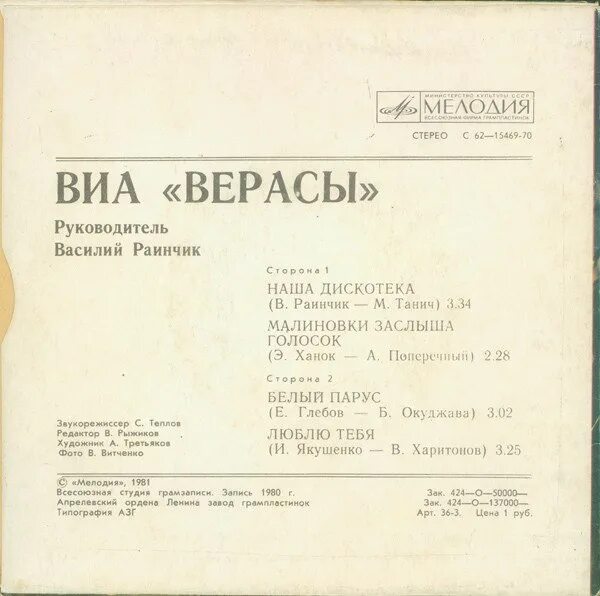 МИНИСТЕРСТВО КУЛЬТУРЫ СССР
МЕЛОДИЯ
ВСЕСОЮЗНАЯ ФИРМА ГРАМПЛАСТИНОК
СТЕРЕО С 62—15469-70
ВИА «ВЕРАСЫ»
Руководитель
Василий Раинчик
Сторона 1
НАША ДИСКОТЕКА
(В. Раинчик — М. Танич) 3.34
МАЛИНОВКИ ЗАСЛЫША
ГОЛОСОК
(Э. Ханок — А. Поперечный) 2.28
Сторона 2
БЕЛЫЙ ПАРУС
(Е. Глебов — Б. Окуджава) 3.02
ЛЮБЛЮ ТЕБЯ
(И. Якушенко — В. Харитонов) 3.25
Звукорежиссер С. Теплов
Редактор В. Рыжиков
Художник А. Третьяков
Фото В. Витченко
© «Мелодия», 1981
Всесоюзная студия грамзаписи. Запись 1980 г.
Апрелевский ордена Ленина завод грампластинок
Типография АЗГ
Зак. 424—О—50000—
Зак. 424—О—137000—
Арт. 36-3. Цена 1 руб.